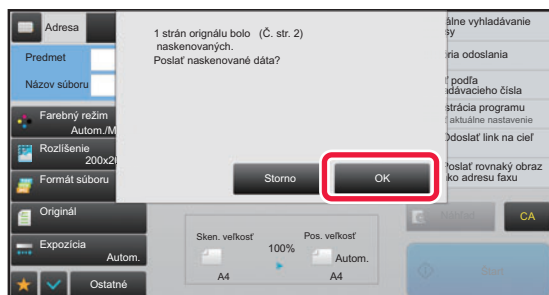 Adresa
Predmet
Názov súboru
Farebný režim
Autom./M
Rozlíšenie
200x20
Formát súboru
Originál
Expozícia
Autom.
Ostatné
1 strán orignálu bolo (Č. str. 2)
naskenovaných.
Poslať naskenované dáta?
Storno
OK
Sken. veľkosť
A4
100%
Pos. veľkosť
Autom.
A4
álne vyhľadávanie
sy
ria odoslania
podľa
dávacieho čísla
strácia programu
aktuálne nastavenie
Odoslať link na cieľ
Poslať rovnaký obraz
ko adresu faxu
Náhľad
CA
Štart